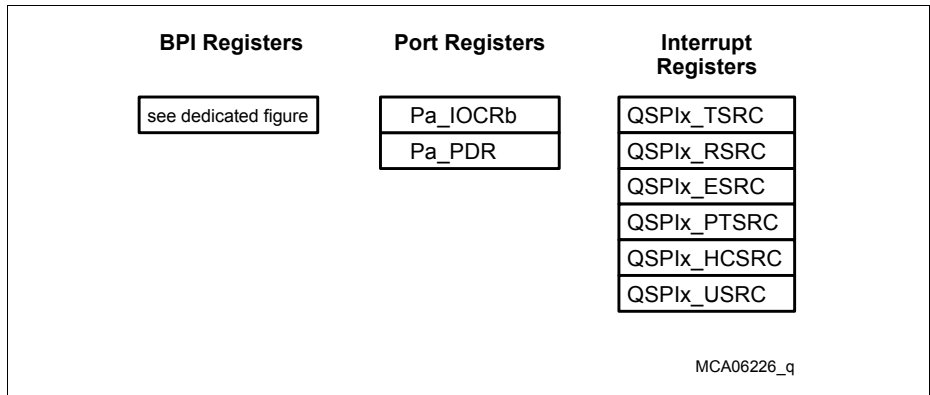 BPI Registers
Port Registers
Interrupt
Registers
see dedicated figure
Pa_IOCRb
Pa_PDR
QSPIx_TSRC
QSPIx_RSRC
QSPIx_ESRC
QSPIx_PTSRC
QSPIx_HCSRC
QSPIx_USRC
MCA06226_q